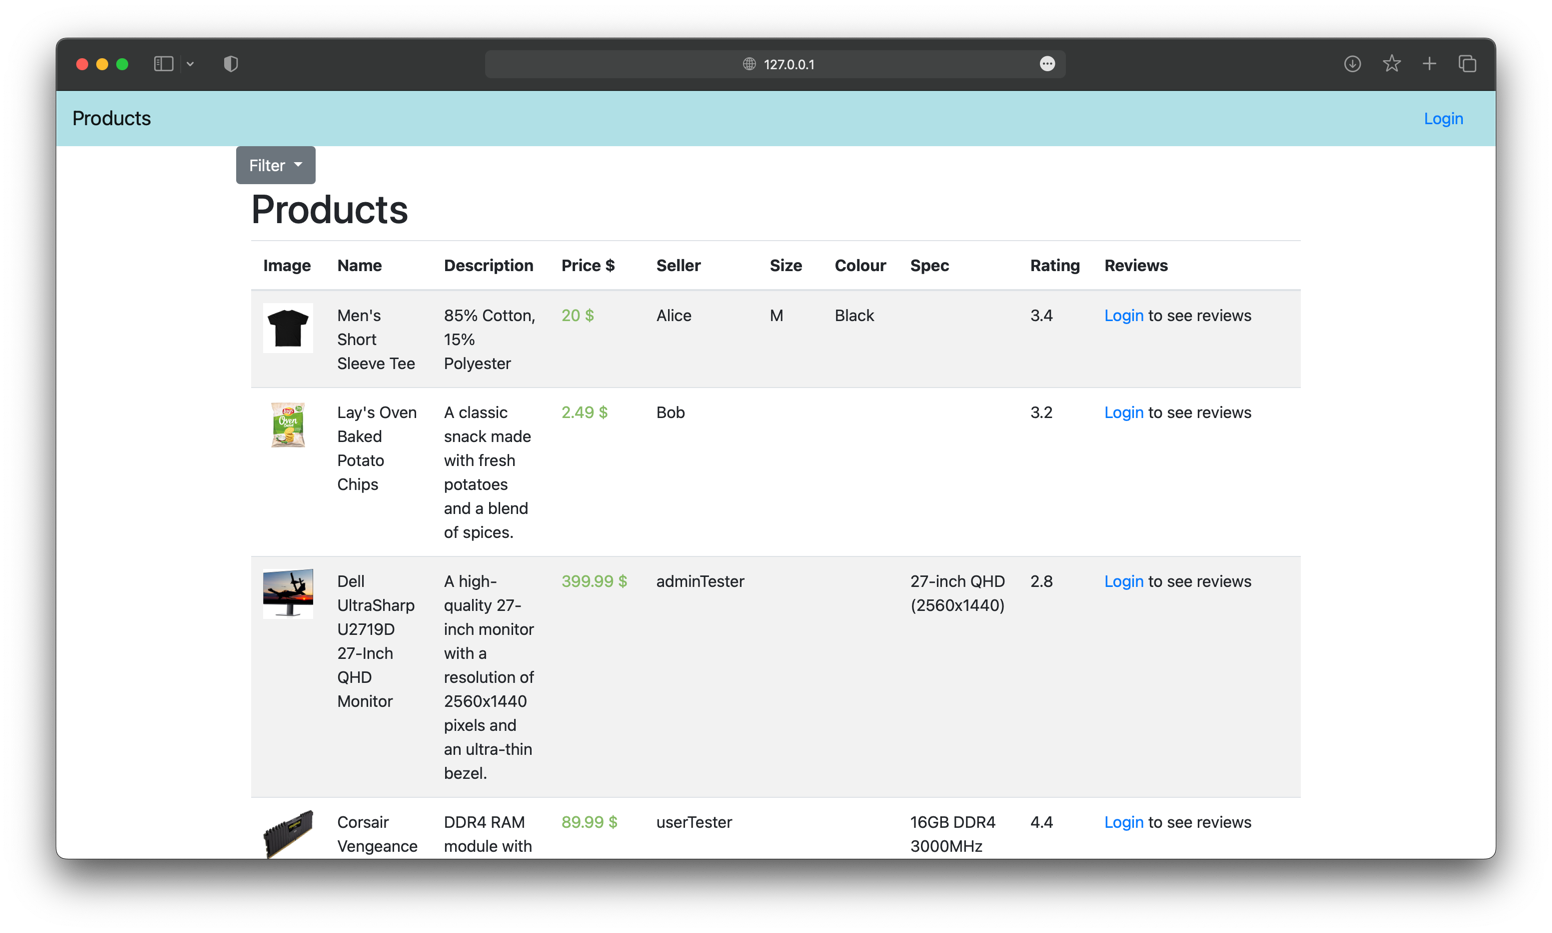 127.0.0.1
Products
Login
Filter
Products
Image Name Description Price $ Seller Size Colour Spec Rating Reviews
Men's Short Sleeve Tee 85% Cotton, 15% Polyester 20 $ Alice M Black 3.4 Login to see reviews
Lay's Oven Baked Potato Chips A classic snack made with fresh potatoes and a blend of spices. 2.49 $ Bob 3.2 Login to see reviews
Dell UltraSharp U2719D 27-Inch QHD Monitor A high-quality 27-inch monitor with a resolution of 2560x1440 pixels and an ultra-thin bezel. 399.99 $ adminTester 27-inch QHD (2560x1440) 2.8 Login to see reviews
Corsair Vengeance DDR4 RAM module with 89.99 $ userTester 16GB DDR4 3000MHz 4.4 Login to see reviews